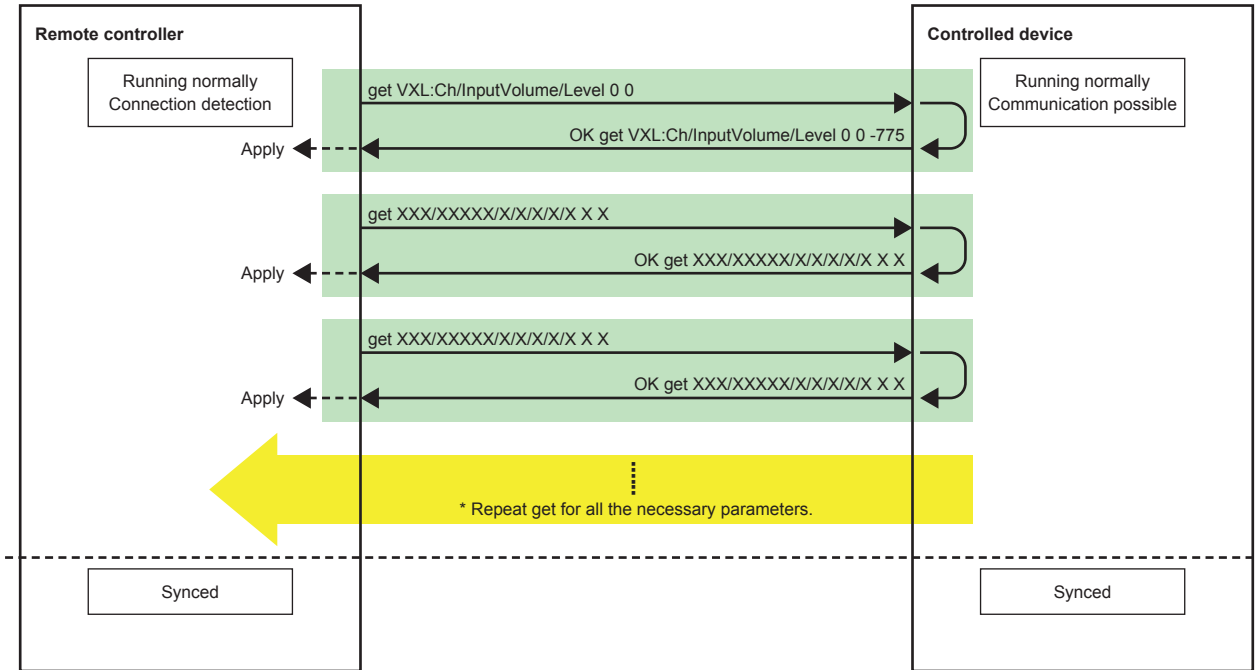 Remote controller
Controlled device
Running normally
Connection detection
Running normally
Communication possible
get VXL:Ch/InputVolume/Level 0 0
OK get VXL:Ch/InputVolume/Level 0 0 -775
Apply
get XXX/XXXXX/X/X/X/X/X X X
OK get XXX/XXXXX/X/X/X/X/X X X
Apply
get XXX/XXXXX/X/X/X/X/X X X
OK get XXX/XXXXX/X/X/X/X/X X X
Apply
* Repeat get for all the necessary parameters.
Synced
Synced